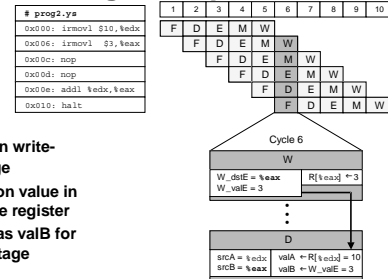 # prog2.ys
0x000: irmovl $10,%edx
0x006: irmovl $3,%eax
0x00c: nop
0x00d: nop
0x00e: addl %edx,%eax
0x010: halt
1 2 3 4 5 6 7 8 9 10
F D E M W
F D E M W
F D E M W
F D E M W
F D E M W
F D E M W
n write-
ge
on value in
e register
as valB for
tage
Cycle 6
W
W_dstE = %eax
W_valE = 3
R[%eax] ← 3
•
•
•
D
srcA = %edx
srcB = %eax
valA ← R[%edx] = 10
valB ← W_valE = 3